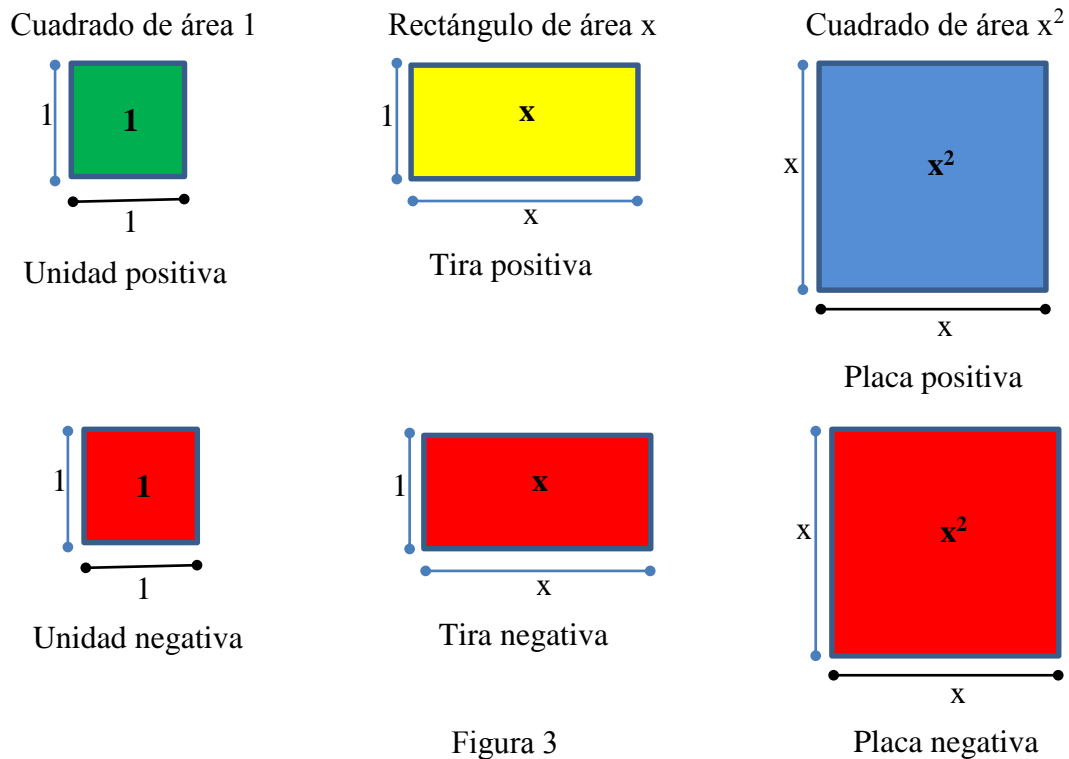 Cuadrado de área 1
Rectángulo de área x
Cuadrado de área x²
1
1
1
Unidad positiva
1
x
x
Tira positiva
x
x²
x
Placa positiva
1
1
1
Unidad negativa
1
x
x
Tira negativa
x
x²
x
Placa negativa
Figura 3